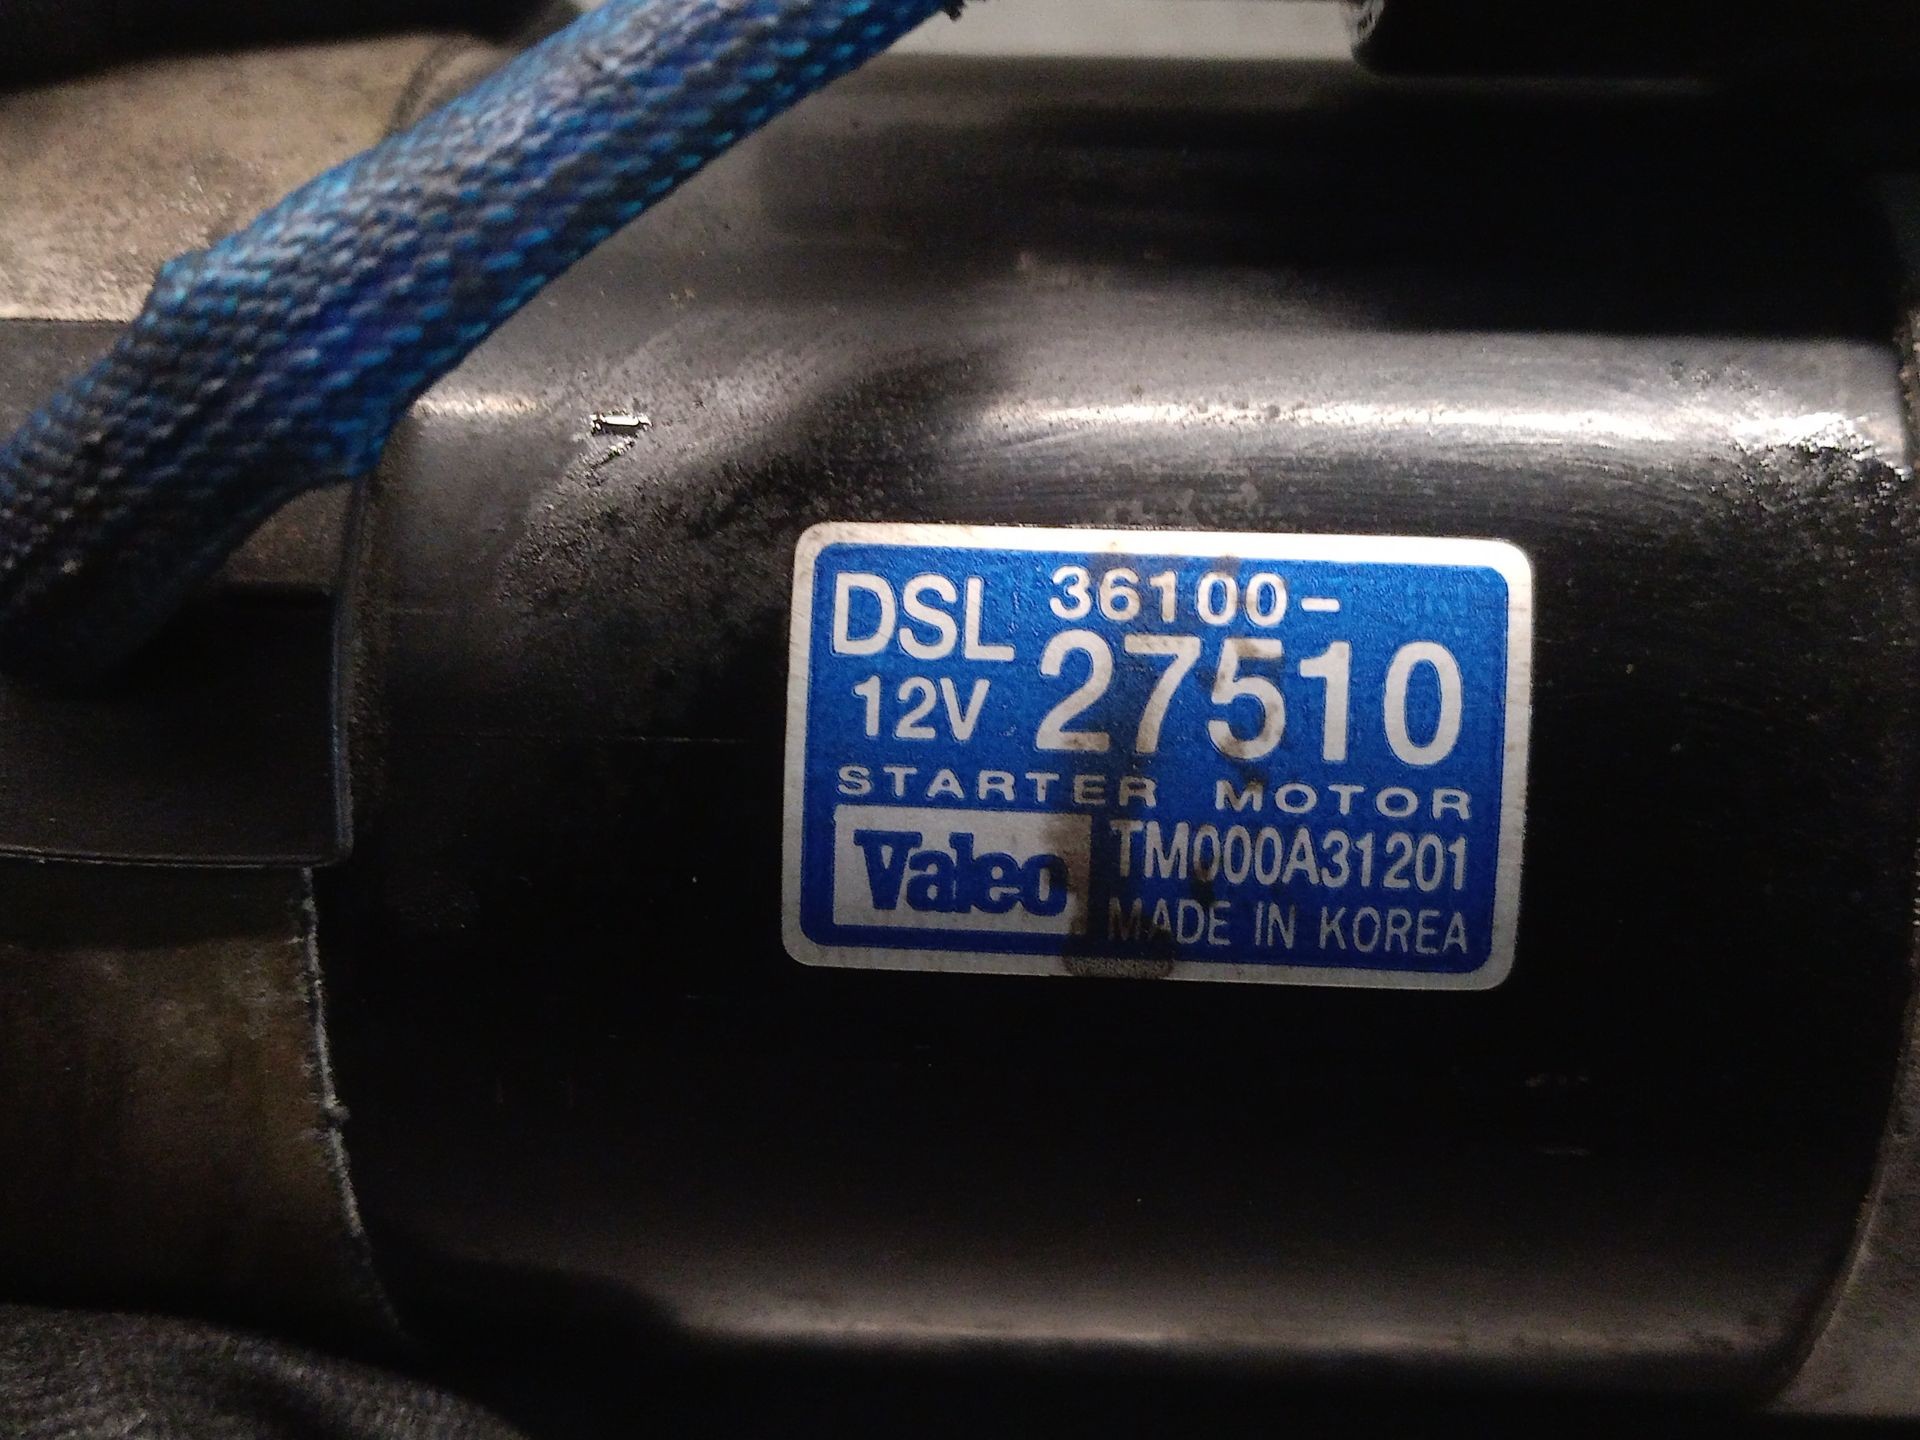 DSL 36100-
12V 27510
STARTER MOTOR
Valeo TM000A31201
MADE IN KOREA